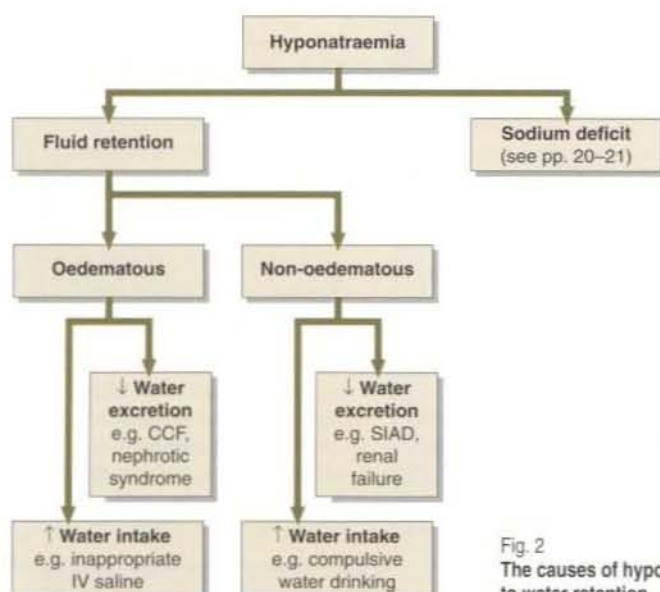 Hyponatraemia
Fluid retention
Sodium deficit
(see pp. 20–21)
Oedematous
Non-oedematous
↓ Water
excretion
e.g. CCF,
nephrotic
syndrome
↓ Water
excretion
e.g. SIAD,
renal
failure
↑ Water intake
e.g. inappropriate
IV saline
↑ Water intake
e.g. compulsive
water drinking
Fig. 2
The causes of
to water retention